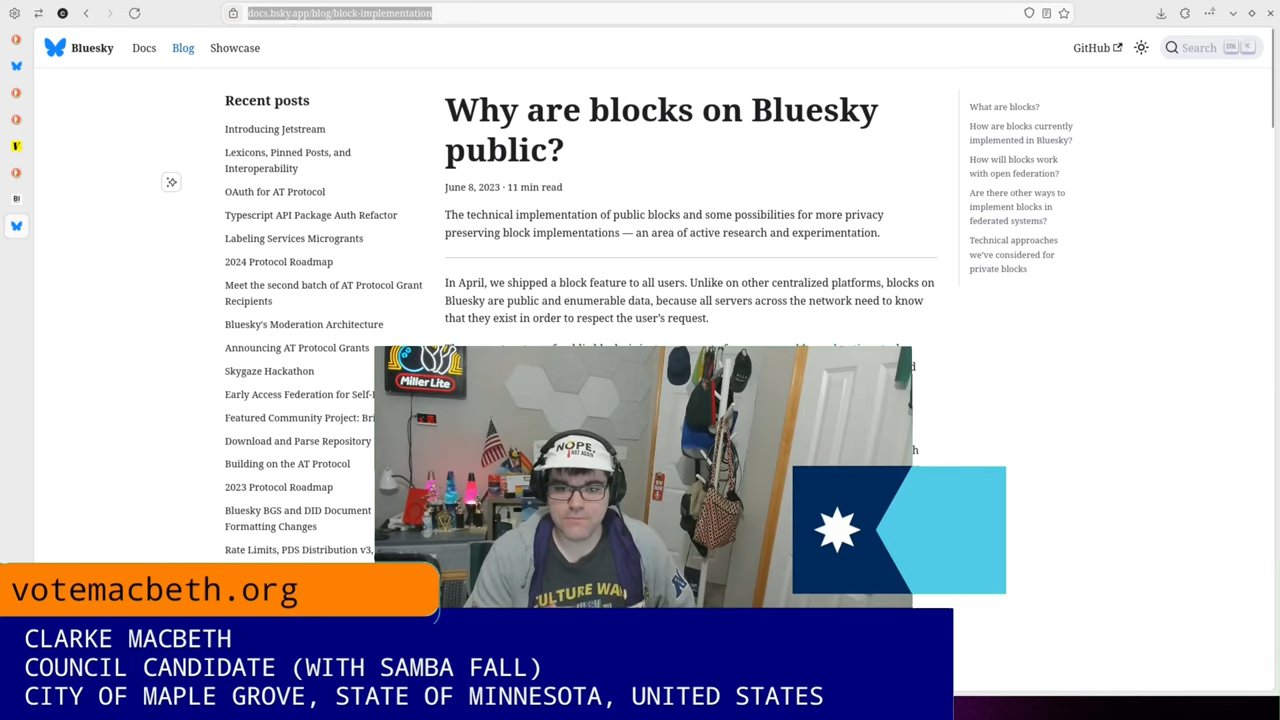 docs.bsky.app/blog/block-implementation
Bluesky
Docs
Blog
Showcase
GitHub
Search
CTRL K
Recent posts
Introducing Jetstream
Lexicons, Pinned Posts, and
Interoperability
OAuth for AT Protocol
Typescript API Package Auth Refactor
Labeling Services Microgrants
2024 Protocol Roadmap
Meet the second batch of AT Protocol Grant
Recipients
Bluesky's Moderation Architecture
Announcing AT Protocol Grants
Skygaze Hackathon
Early Access Federation for Self-
Featured Community Project: Bri
Download and Parse Repository
Building on the AT Protocol
2023 Protocol Roadmap
Bluesky BGS and DID Document
Formatting Changes
Rate Limits, PDS Distribution v3,
Why are blocks on Bluesky
public?
June 8, 2023 · 11 min read
The technical implementation of public blocks and some possibilities for more privacy
preserving block implementations — an area of active research and experimentation.
In April, we shipped a block feature to all users. Unlike on other centralized platforms, blocks on
Bluesky are public and enumerable data, because all servers across the network need to know
that they exist in order to respect the user's request.
What are blocks?
How are blocks currently
implemented in Bluesky?
How will blocks work
with open federation?
Are there other ways to
implement blocks in
federated systems?
Technical approaches
we've considered for
private blocks
Miller Lite
NOPE.
NOT AGAIN
CULTURE WA
votemacbeth.org
CLARKE MACBETH
COUNCIL CANDIDATE (WITH SAMBA FALL)
CITY OF MAPLE GROVE, STATE OF MINNESOTA, UNITED STATES